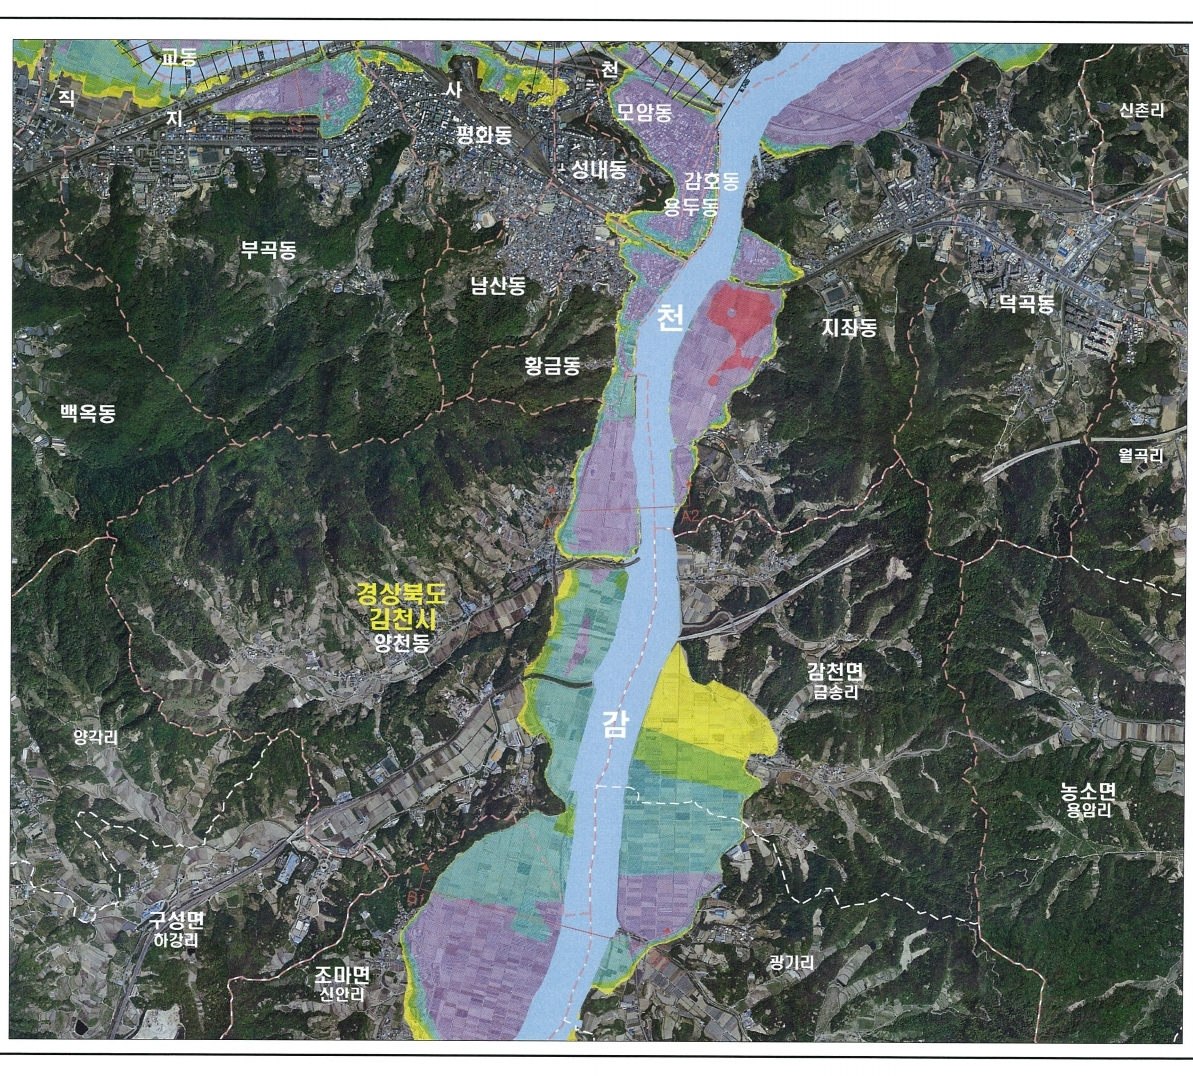 교동
직
지
사
천
모암동
신촌리
평화동
성내동
감호동
용두동
부곡동
남산동
천
지좌동
덕곡동
황금동
백옥동
월곡리
A2
경상북도
김천시
양천동
감천면
금송리
감
양각리
농소면
용암리
구성면
하강리
광기리
조마면
신안리